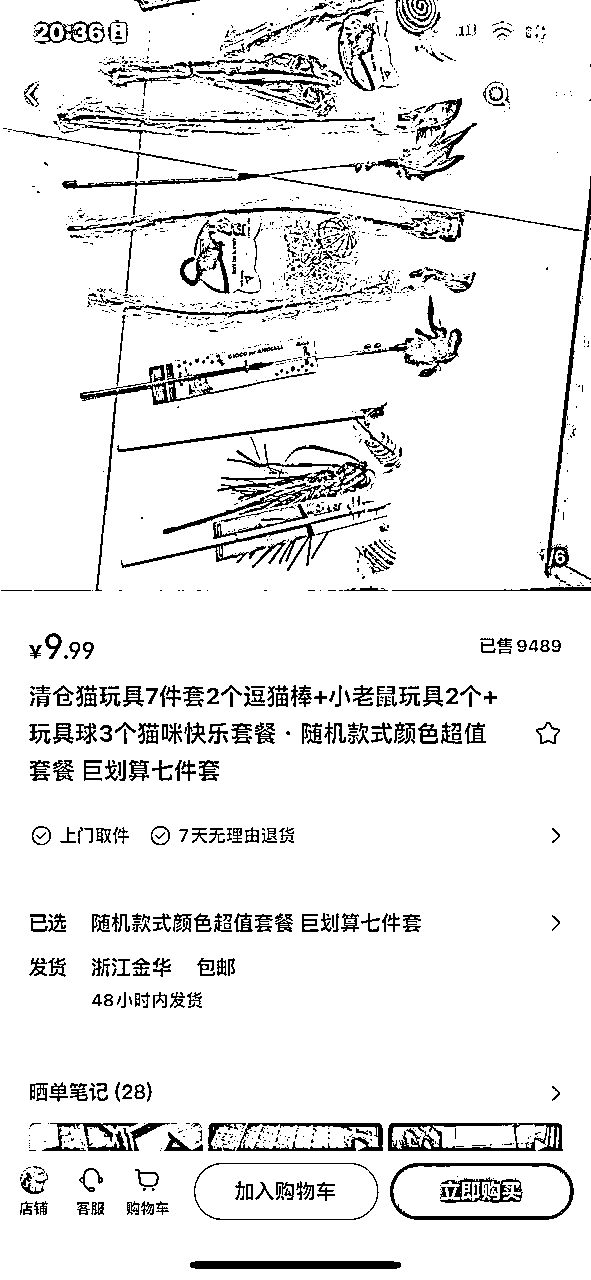 20:36
6
¥9.99
已售9489
清仓猫玩具7件套2个逗猫棒+小老鼠玩具2个+
玩具球3个猫咪快乐套餐·随机款式颜色超值
套餐 巨划算七件套
上门取件 7天无理由退货
已选 随机款式颜色超值套餐 巨划算七件套
发货 浙江金华 包邮
48小时内发货
晒单笔记 (28)
店铺 客服 购物车 加入购物车 立即购买